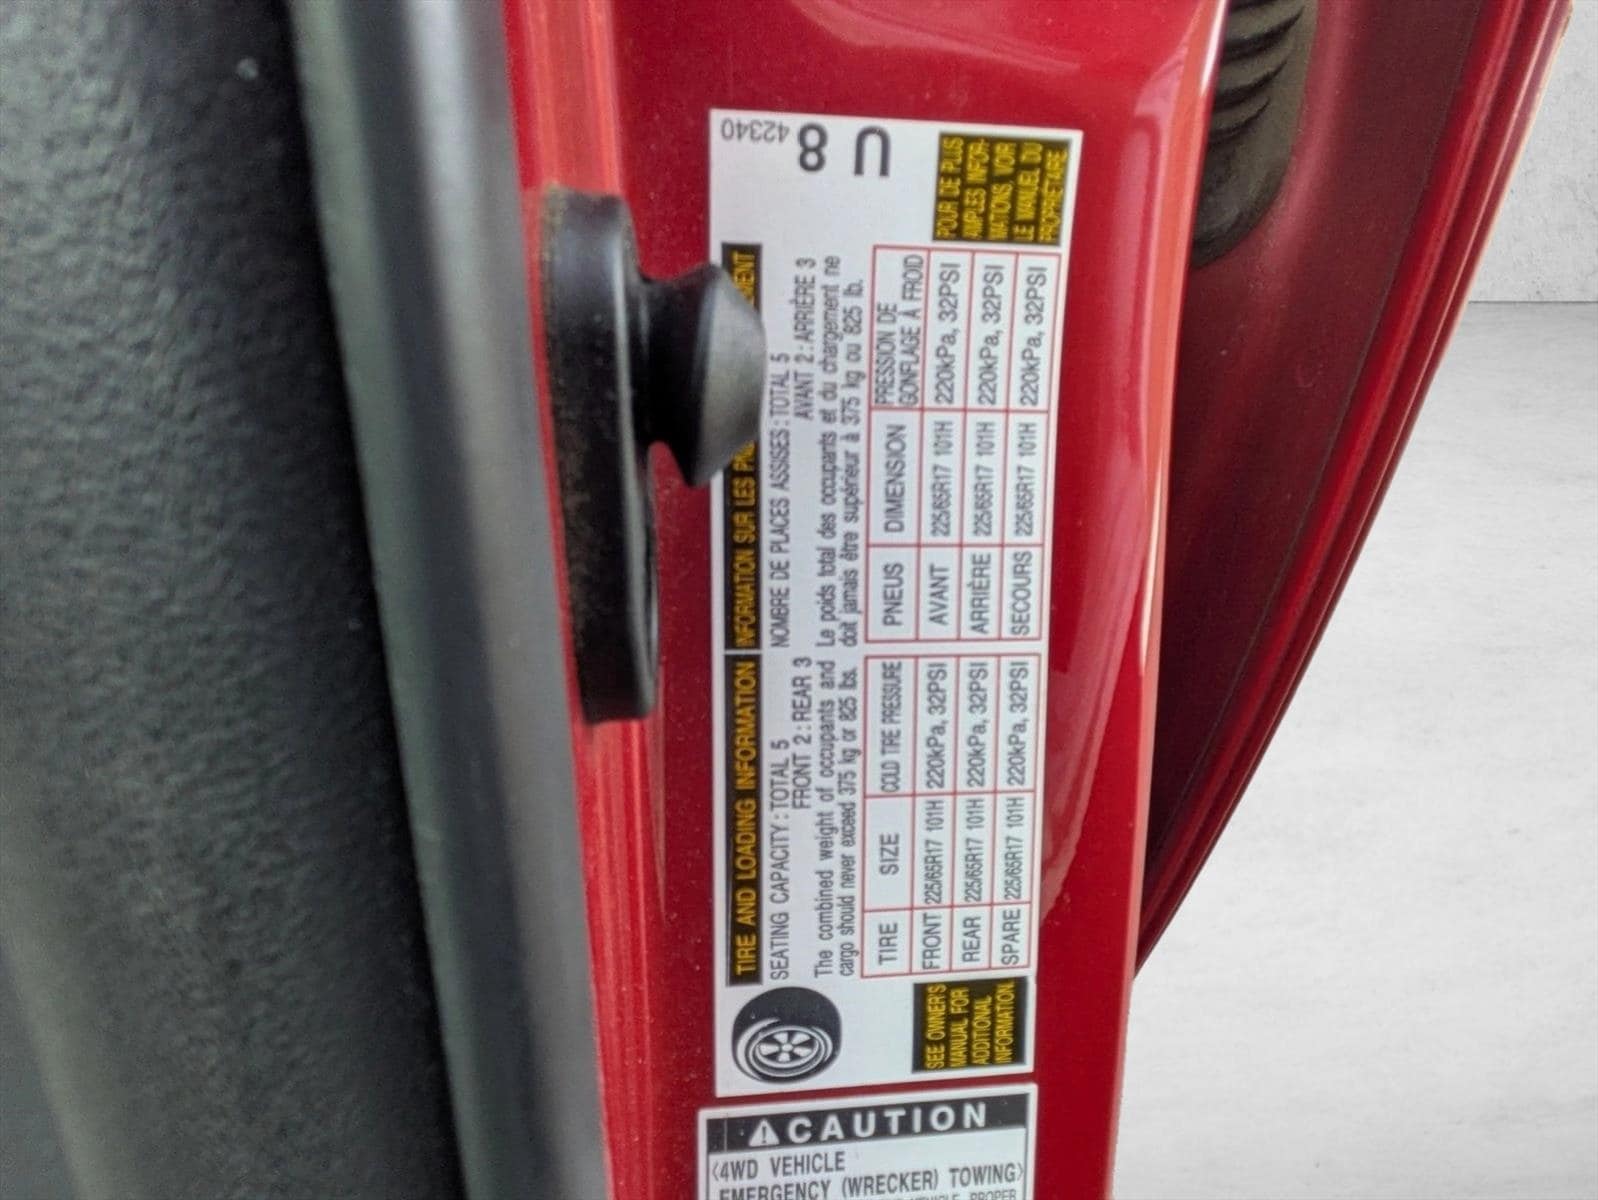 TIRE AND LOADING INFORMATION
SEATING CAPACITY : TOTAL 5
FRONT 2 : REAR 3
The combined weight of occupants and
cargo should never exceed 375 kg or 825 lbs.
TIRE SIZE COLD TIRE PRESSURE
FRONT 225/65R17 101H 220kPa, 32PSI
REAR 225/65R17 101H 220kPa, 32PSI
SPARE 225/65R17 101H 220kPa, 32PSI
SEE OWNER'S
MANUAL FOR
ADDITIONAL
INFORMATION.
INFORMATION SUR LES
NOMBRE DE PLACES ASSISES : TOTAL 5
AVANT 2 : ARRIÈRE 3
Le poids total des occupants et du chargement ne
doit jamais être supérieur à 375 kg ou 825 lb.
PNEUS DIMENSION PRESSION DE
GONFLAGE À FROID
AVANT 225/65R17 101H 220kPa, 32PSI
ARRIÈRE 225/65R17 101H 220kPa, 32PSI
SECOURS 225/65R17 101H 220kPa, 32PSI
POUR DE PLUS
AMPLES INFOR-
MATIONS, VOIR
LE MANUEL DU
PROPRIÉTAIRE.
42340
8
U
CAUTION
〈4WD VEHICLE
EMERGENCY (WRECKER) TOWING〉
VEHICLE PROPER